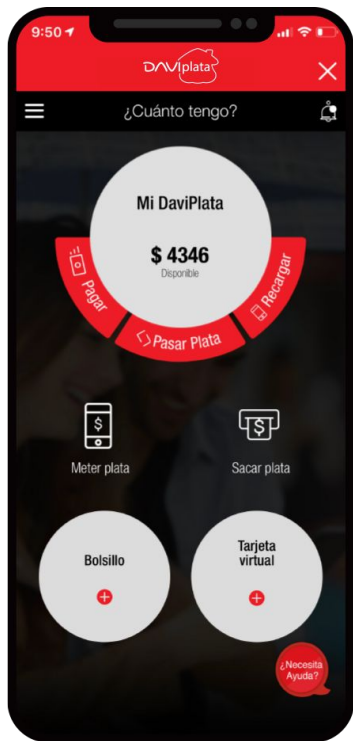 9:50
DAVIplata
¿Cuánto tengo?
Mi DaviPlata
$ 4346
Disponible
Pagar
Pasar Plata
Recargar
$
$
Meter plata
Sacar plata
Bolsillo
Tarjeta
virtual
¿Necesita
Ayuda?